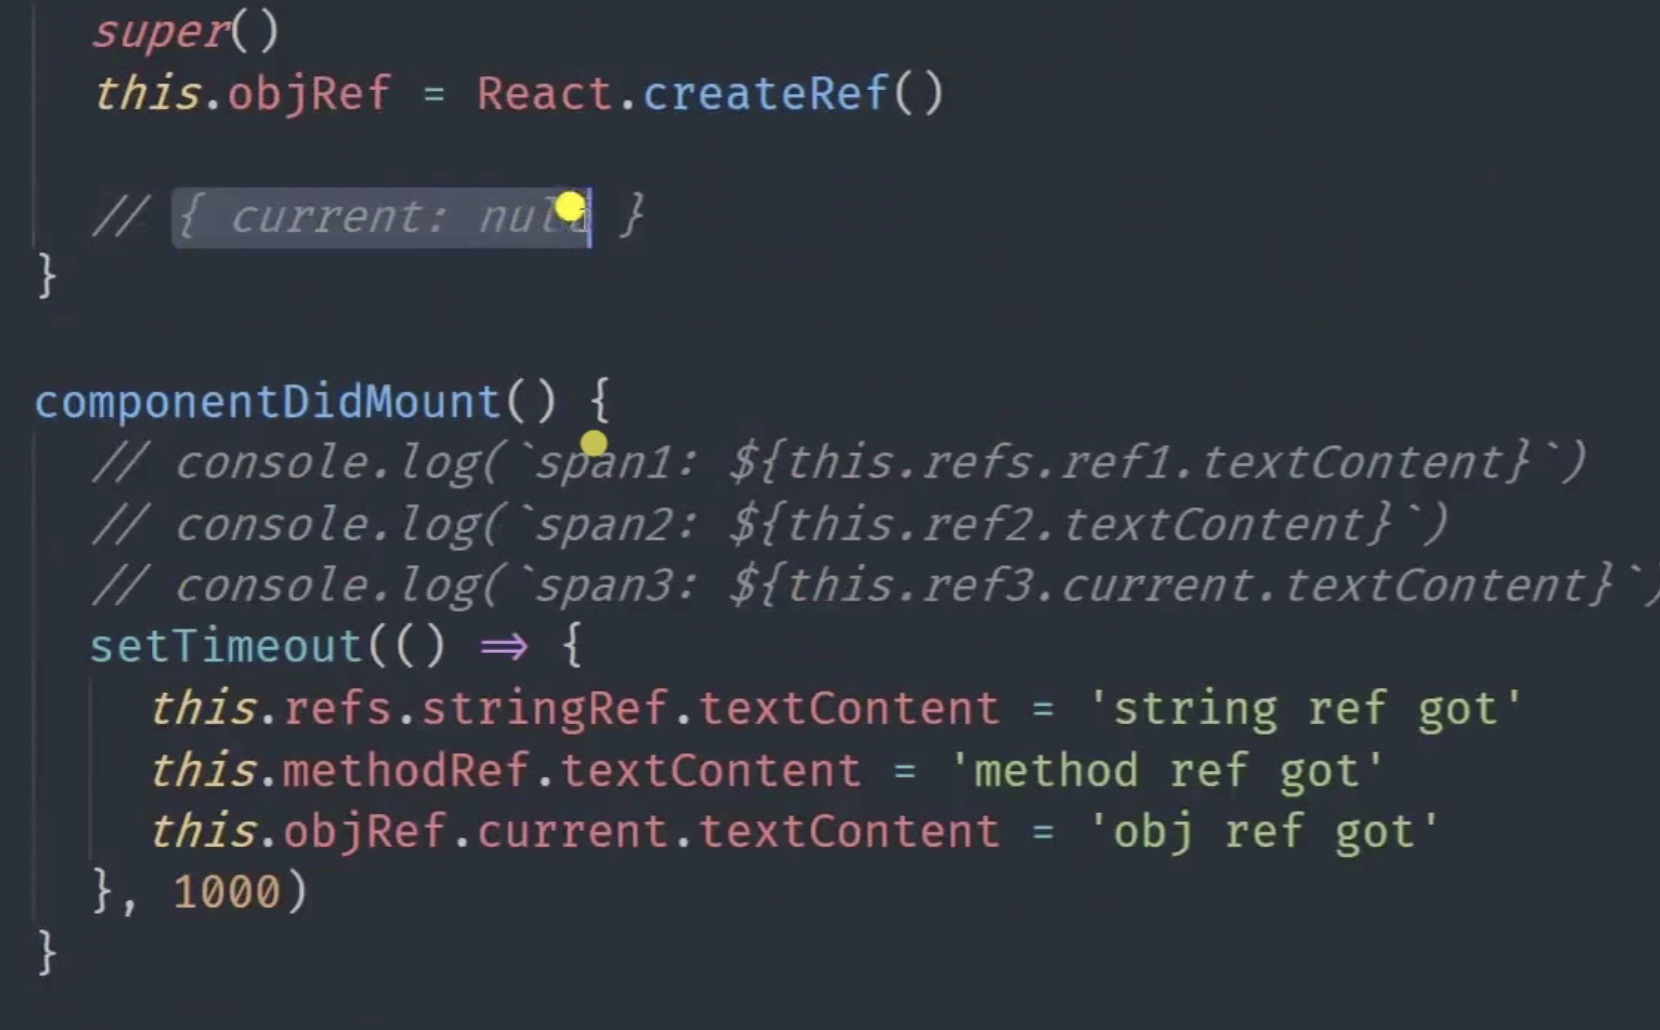 super()
this.objRef = React.createRef()
// { current: null }
}
componentDidMount() {
// console.log(`span1: ${this.refs.ref1.textContent}`)
// console.log(`span2: ${this.ref2.textContent}`)
// console.log(`span3: ${this.ref3.current.textContent}`)
setTimeout(() => {
this.refs.stringRef.textContent = 'string ref got'
this.methodRef.textContent = 'method ref got'
this.objRef.current.textContent = 'obj ref got'
}, 1000)
}